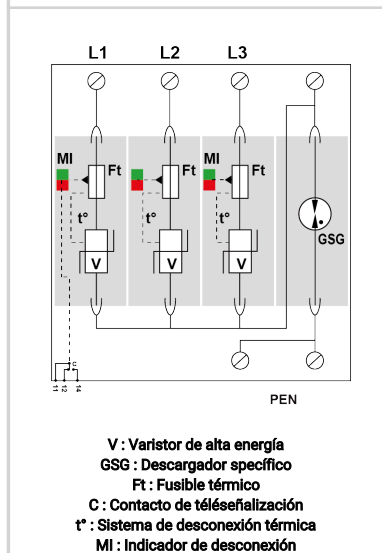 L1 L2 L3
MI Ft Ft MI Ft
t° t° t°
GSG
V V V
C
11 12 14
PEN
V : Varistor de alta energía
GSG : Descargador specífico
Ft : Fusible térmico
C : Contacto de téléseñalización
t° : Sistema de desconexión térmica
MI : Indicador de desconexión